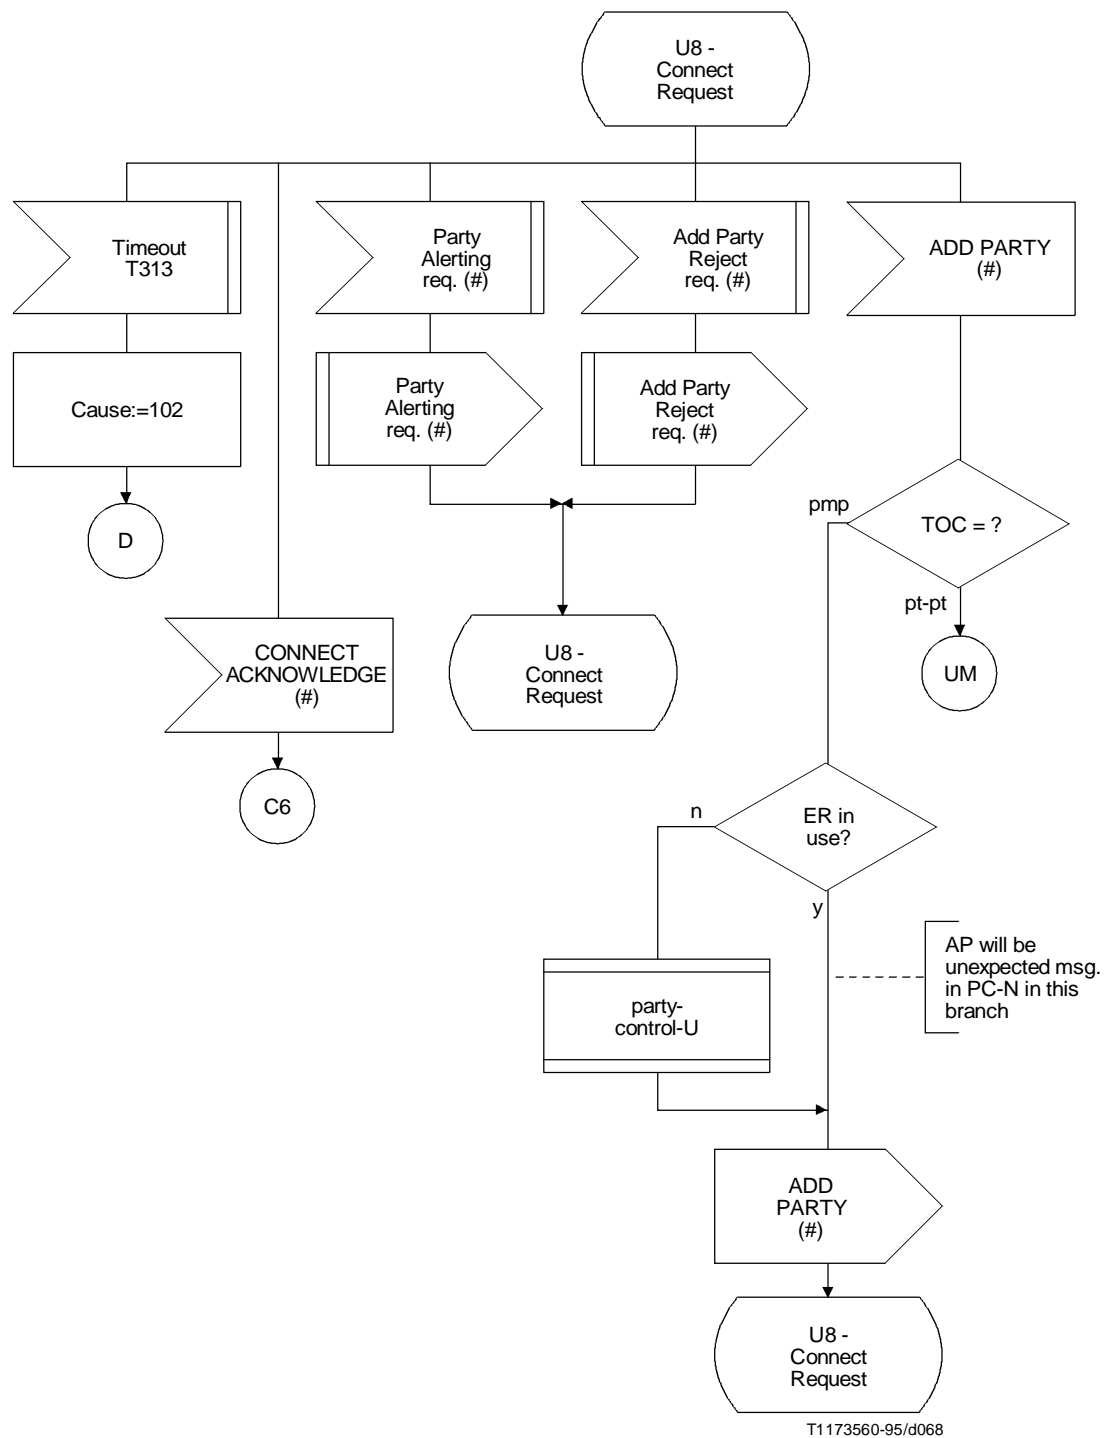 U8 -
Connect
Request
Timeout
T313
Party
Alerting
req. (#)
Add Party
Reject
req. (#)
ADD PARTY
(#)
Cause:=102
Party
Alerting
req. (#)
Add Party
Reject
req. (#)
D
pmp
TOC = ?
pt-pt
UM
CONNECT
ACKNOWLEDGE
(#)
C6
U8 -
Connect
Request
n
ER in
use?
y
party-
control-U
AP will be
unexpected msg.
in PC-N in this
branch
ADD
PARTY
(#)
U8 -
Connect
Request
T1173560-95/d068